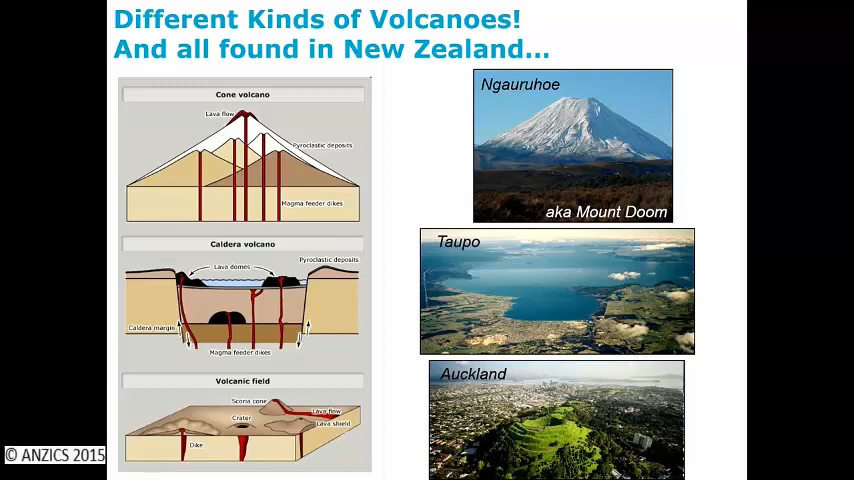 Different Kinds of Volcanoes!
And all found in New Zealand...
Cone volcano
Lava flow
Pyroclastic deposits
Magma feeder dikes
Caldera volcano
Pyroclastic deposits
Lava domes
Caldera margin
Magma feeder dikes
Volcanic field
Scoria cone
Lava flow
Crater
Lava shield
Dike
Ngauruhoe
aka Mount Doom
Taupo
Auckland
© ANZICS 2015